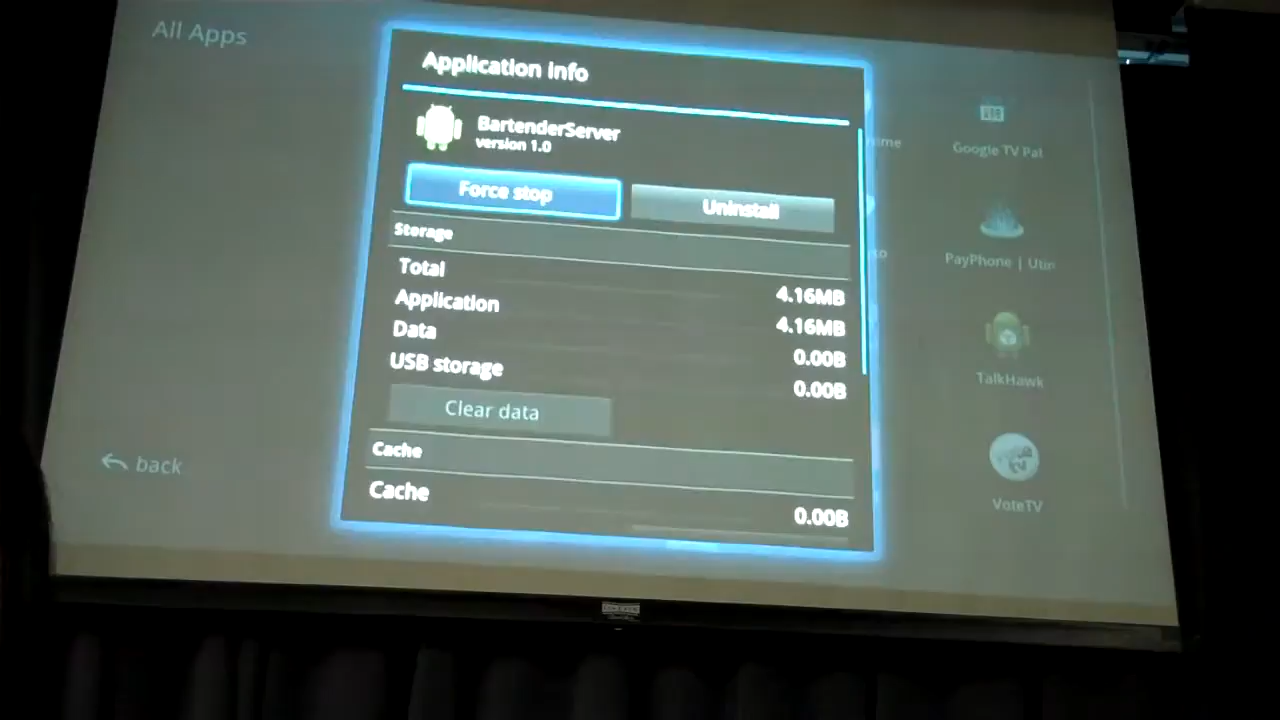 All Apps
Application info
BartenderServer
version 1.0
Force stop
Uninstall
Storage
Total
4.16MB
Application
4.16MB
Data
0.00B
USB storage
0.00B
Clear data
Cache
Cache
0.00B
back
Google TV Pal
PayPhone | Utin
TalkHawk
VoteTV